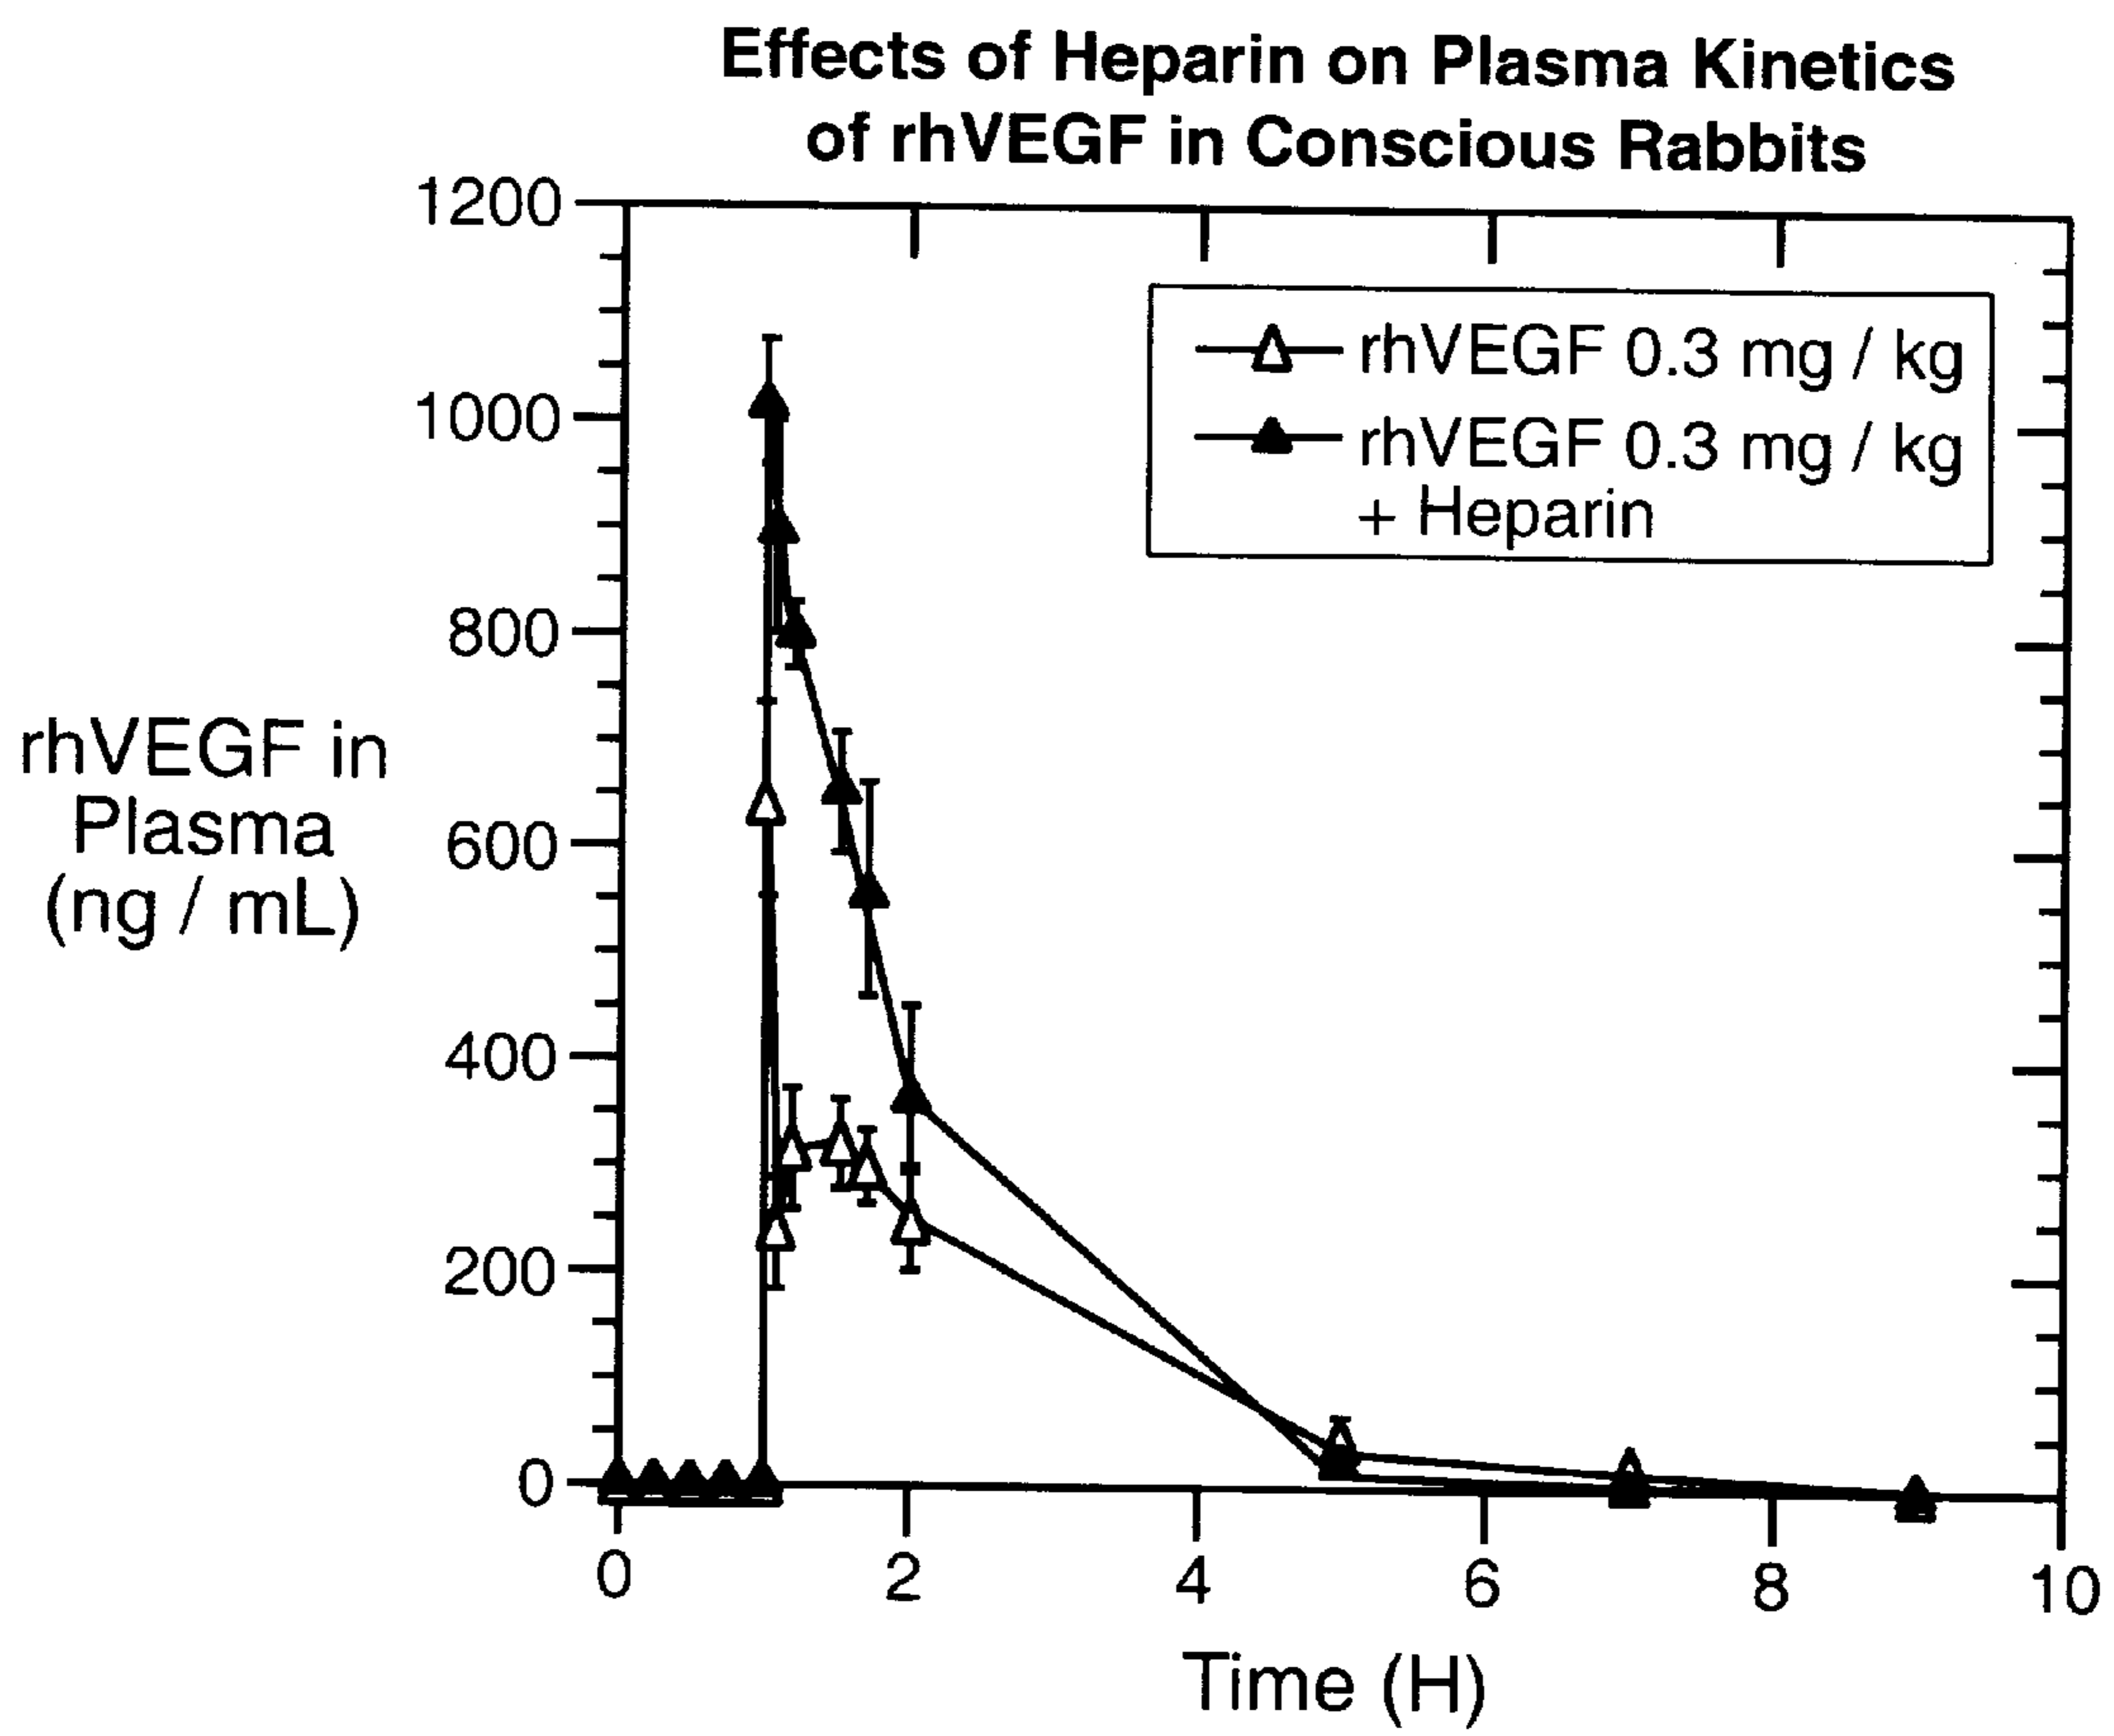 Effects of Heparin on Plasma Kinetics
of rhVEGF in Conscious Rabbits
1200
1000
800
600
400
200
0
rhVEGF in
Plasma
(ng / mL)
rhVEGF 0.3 mg / kg
rhVEGF 0.3 mg / kg
+ Heparin
0 2 4 6 8 10
Time (H)